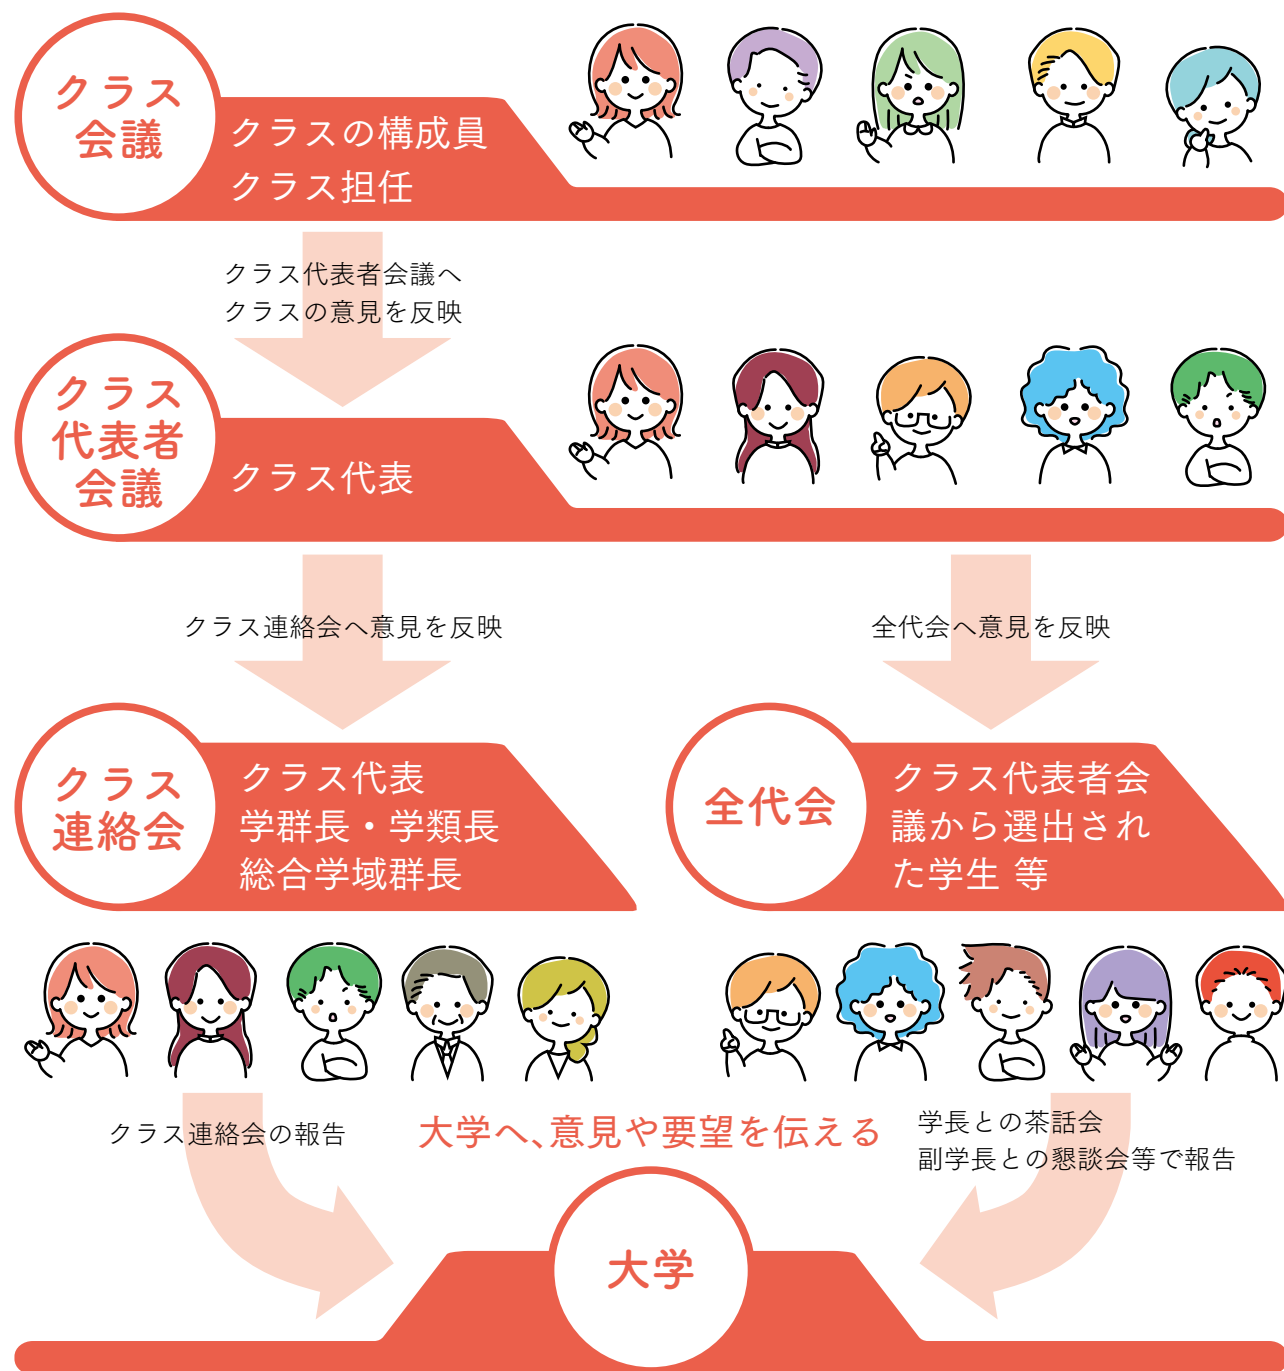 クラス
会議
クラスの構成員
クラス担任
クラス代表者会議へ
クラスの意見を反映
クラス
代表者
会議
クラス代表
クラス連絡会へ意見を反映
全代会へ意見を反映
クラス
連絡会
クラス代表
学群長・学類長
総合学域群長
全代会
クラス代表者会
議から選出され
た学生 等
クラス連絡会の報告
大学へ、意見や要望を伝える
学長との茶話会
副学長との懇談会等で報告
大学